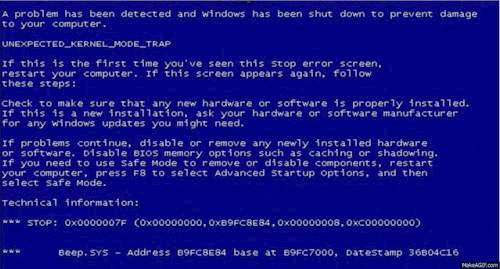 A problem has been detected and Windows has been shut down to prevent damage
to your computer.
UNEXPECTED_KERNEL_MODE_TRAP
If this is the first time you've seen this Stop error screen,
restart your computer. If this screen appears again, follow
these steps:
Check to make sure that any new hardware or software is properly installed.
If this is a new installation, ask your hardware or software manufacturer
for any Windows updates you might need.
If problems continue, disable or remove any newly installed hardware
or software. Disable BIOS memory options such as caching or shadowing.
If you need to use Safe Mode to remove or disable components, restart
your computer, press F8 to select Advanced Startup Options, and then
select Safe Mode.
Technical information:
*** STOP: 0x0000007F (0x00000000,0xB9FC8E84,0x00000008,0xC0000000)
*** Beep.SYS – Address B9FC8E84 base at B9FC7000, DateStamp 36B04C16
MakeAGIF.com